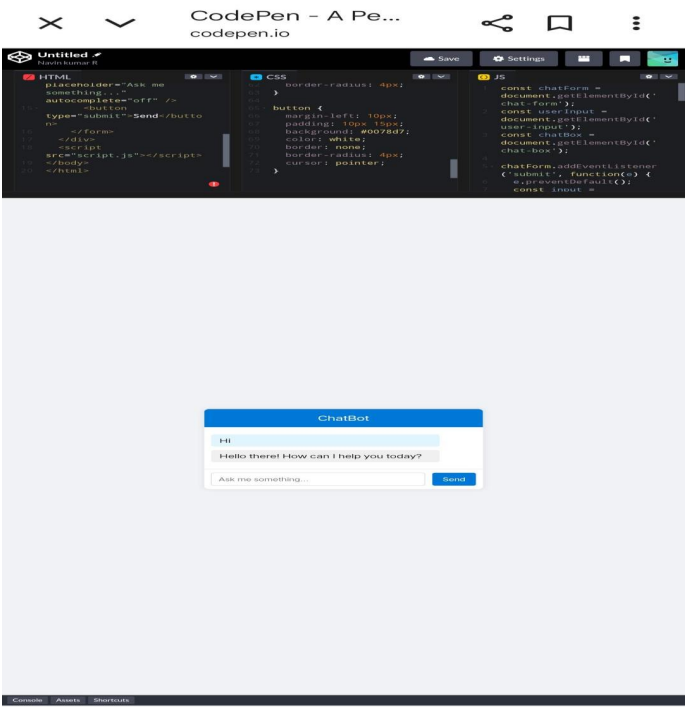 CodePen - A Pe...
codepen.io
Untitled
Navin kumar R
Save
Settings
HTML
placeholder="Ask me
something..."
autocomplete="off" />
<button
type="submit">Send</butto
n>
</form>
</div>
<script
src="script.js"></script>
</body>
</html>
CSS
border-radius: 4px;
}
button {
margin-left: 10px;
padding: 10px 15px;
background: #0078d7;
color: white;
border: none;
border-radius: 4px;
cursor: pointer;
}
JS
const chatForm =
document.getElementById('
chat-form');
const userInput =
document.getElementById('
user-input');
const chatBox =
document.getElementById('
chat-box');
chatForm.addEventListener
('submit', function(e) {
e.preventDefault();
const input =
ChatBot
Hi
Hello there! How can I help you today?
Ask me something...
Send
Console Assets Shortcuts